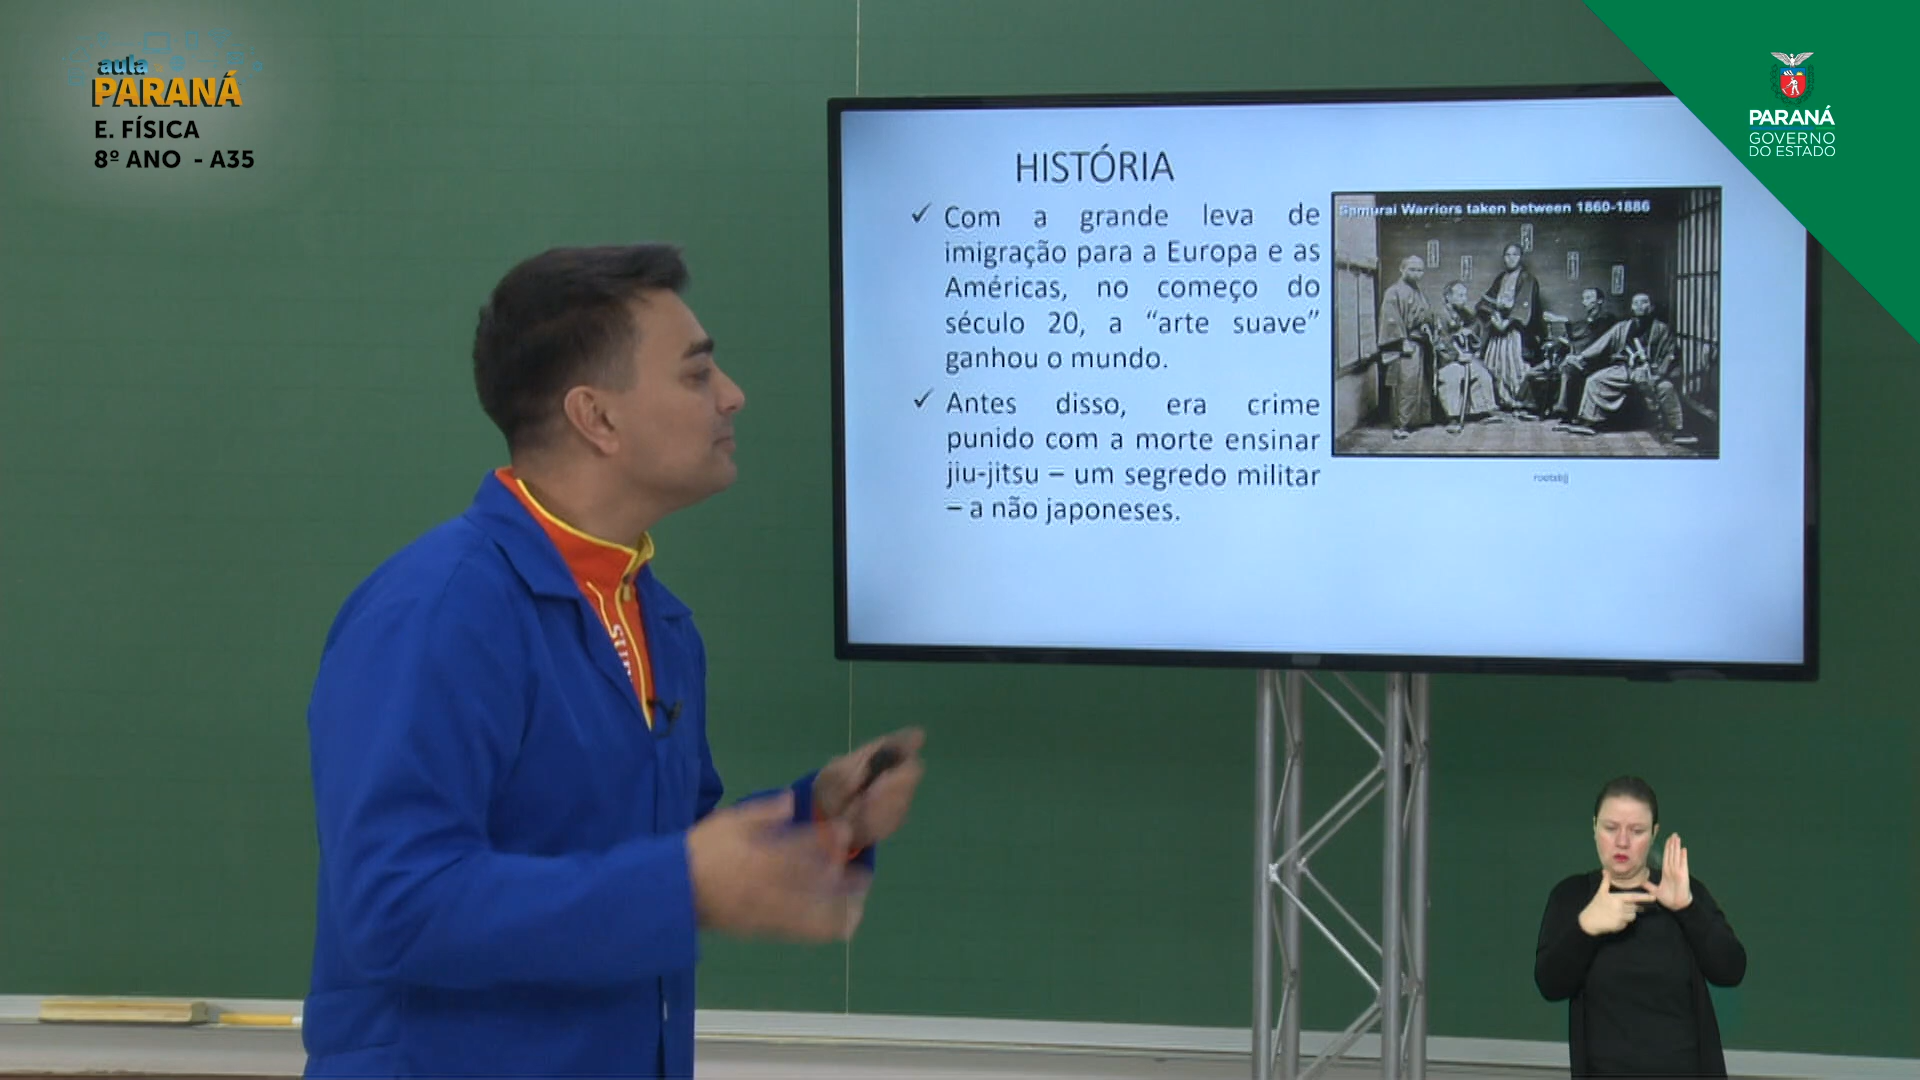 aula
PARANÁ
E. FÍSICA
8º ANO - A35
PARANÁ
GOVERNO
DO ESTADO
HISTÓRIA
✓ Com a grande leva de
imigração para a Europa e as
Américas, no começo do
século 20, a “arte suave”
ganhou o mundo.
✓ Antes disso, era crime
punido com a morte ensinar
jiu-jitsu – um segredo militar
– a não japoneses.
Samurai Warriors taken between 1860-1886